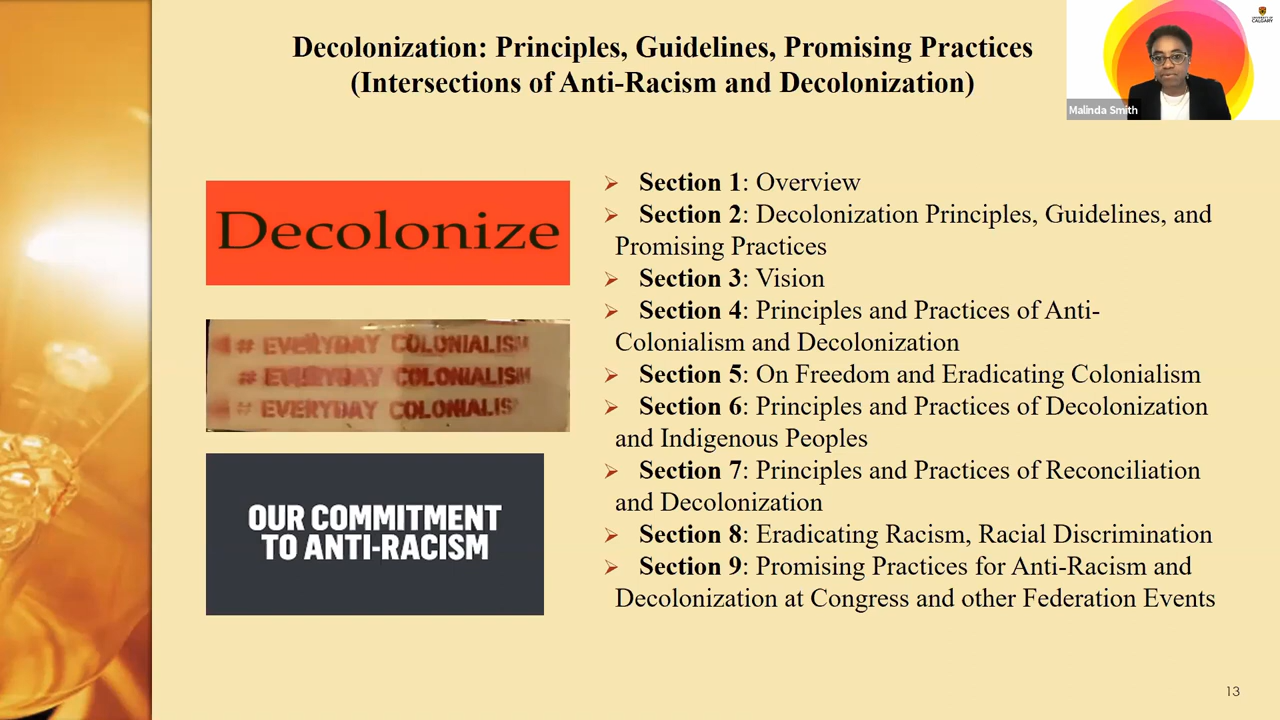 Decolonization: Principles, Guidelines, Promising Practices
(Intersections of Anti-Racism and Decolonization)
UNIVERSITY OF
CALGARY
Malinda Smith
Decolonize
# EVERYDAY COLONIALISM
# EVERYDAY COLONIALISM
# EVERYDAY COLONIALIS
OUR COMMITMENT
TO ANTI-RACISM
Section 1: Overview
Section 2: Decolonization Principles, Guidelines, and
Promising Practices
Section 3: Vision
Section 4: Principles and Practices of Anti-
Colonialism and Decolonization
Section 5: On Freedom and Eradicating Colonialism
Section 6: Principles and Practices of Decolonization
and Indigenous Peoples
Section 7: Principles and Practices of Reconciliation
and Decolonization
Section 8: Eradicating Racism, Racial Discrimination
Section 9: Promising Practices for Anti-Racism and
Decolonization at Congress and other Federation Events
13